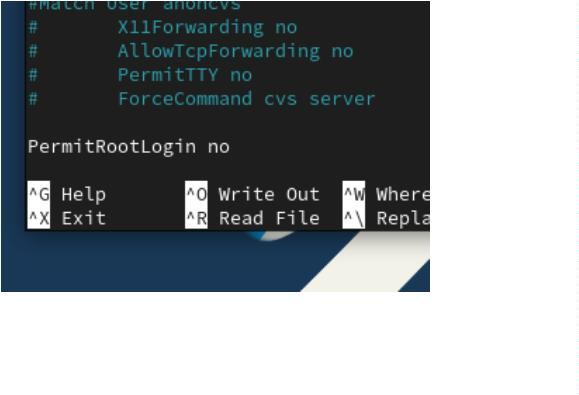 #Match User anoncvs
#       X11Forwarding no
#       AllowTcpForwarding no
#       PermitTTY no
#       ForceCommand cvs server
PermitRootLogin no
^G Help       ^O Write Out  ^W Where
^X Exit       ^R Read File  ^\ Repla